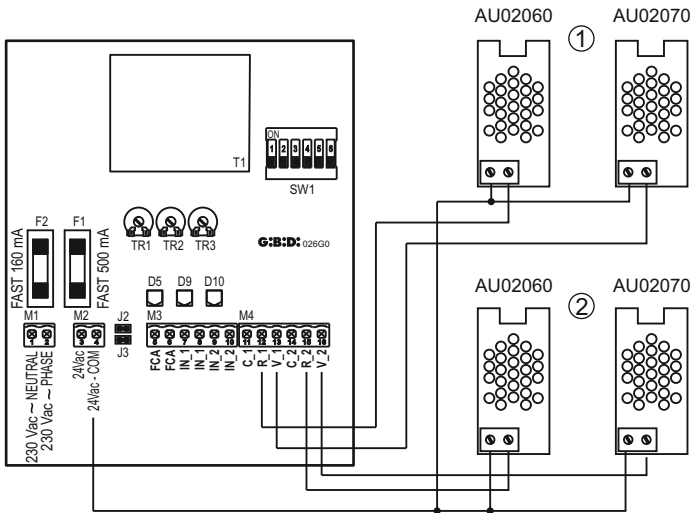 AU02060 AU02070
①
T1
ON
1 2 3 4 5 6
SW1
F2 F1
FAST 160 mA
FAST 500 mA
TR1 TR2 TR3
G:B:D: 026G0
D5 D9 D10
AU02060 AU02070
②
M1 M2 J2 M3 M4
1 2 3 4 5 6 7 8 9 10 11 12 13 14 15 16
J3
230 Vac ~ NEUTRAL
230 Vac ~ PHASE
24Vac
24Vac - COM
FCA
FCA
IN_1
IN_1
IN_2
IN_2
C_1
R_1
V_1
C_2
R_2
V_2